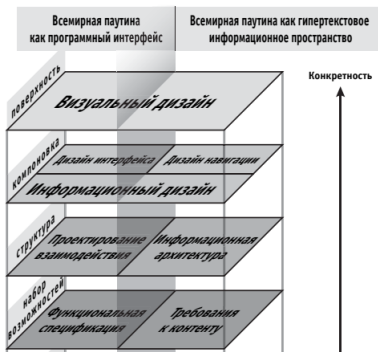 Всемирная паутина
как программный интерфейс
Всемирная паутина как гипертекстовое
информационное пространство
Конкретность
поверхность
Визуальный дизайн
компоновка
Дизайн интерфейса
Дизайн навигации
Информационный дизайн
структура
Проектирование
взаимодействия
Информационная
архитектура
набор
возможностей
Функциональная
спецификация
Требования
к контенту